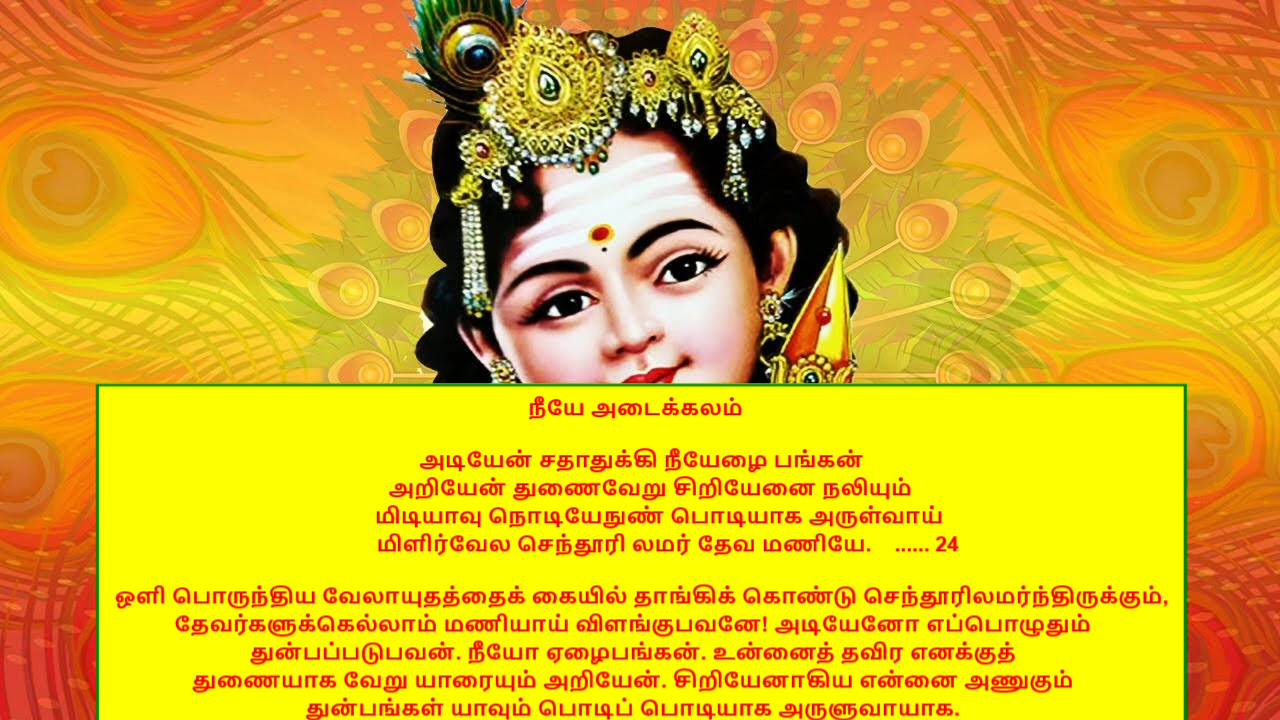 நீயே அடைக்கலம்
அடியேன் சதாதுக்கி நீயேழை பங்கன்
அறியேன் துணைவேறு சிறியேனை நலியும்
மிடியாவு நொடியேநுண் பொடியாக அருள்வாய்
மிளிர்வேல செந்தூரி லமர் தேவ மணியே. ...... 24
ஒளி பொருந்திய வேலாயுதத்தைக் கையில் தாங்கிக் கொண்டு செந்தூரிலமர்ந்திருக்கும்,
தேவர்களுக்கெல்லாம் மணியாய் விளங்குபவனே! அடியேனோ எப்பொழுதும்
துன்பப்படுபவன். நீயோ ஏழைபங்கன். உன்னைத் தவிர எனக்குத்
துணையாக வேறு யாரையும் அறியேன். சிறியேனாகிய என்னை அணுகும்
துன்பங்கள் யாவும் பொடிப் பொடியாக அருளுவாயாக.